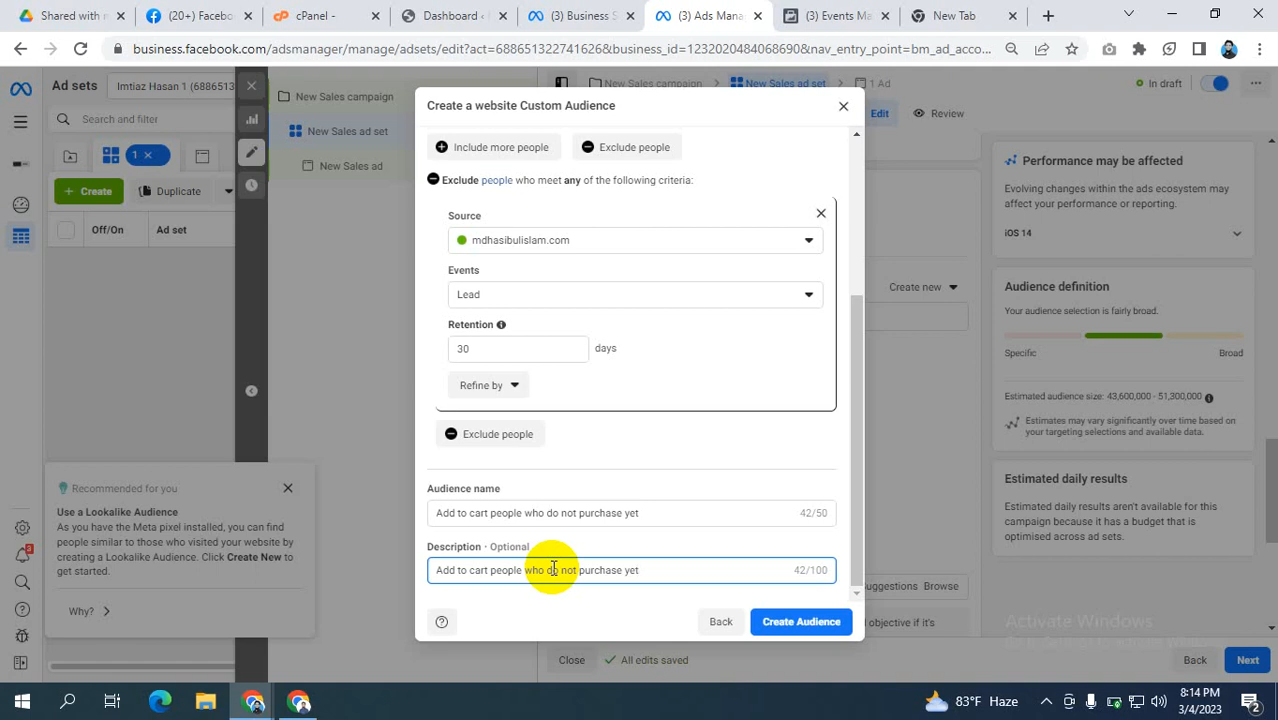 Shared with m
(20+) Faceboo
cPanel -
Dashboard ‹
(3) Business S
(3) Ads Mana
(3) Events Ma
New Tab
business.facebook.com/adsmanager/manage/adsets/edit?act=688651322741626&business_id=1232020484068690&nav_entry_point=bm_ad_acco...
Ad sets
Imtiaz Hasan 1 (6886513
Search and filter
1
Create
Duplicate
Off/On
Ad set
New Sales campaign
New Sales ad set
New Sales ad
New Sales campaign
New Sales ad set
1 Ad
In draft
Edit
Review
Create a website Custom Audience
Include more people
Exclude people
Exclude people who meet any of the following criteria:
Source
mdhasibulislam.com
Events
Lead
Retention
30
days
Refine by
Exclude people
Audience name
Add to cart people who do not purchase yet
42/50
Description · Optional
Add to cart people who do not purchase yet
42/100
Back
Create Audience
Recommended for you
Use a Lookalike Audience
As you have the Meta pixel installed, you can find
people similar to those who visited your website by
creating a Lookalike Audience. Click Create New to
get started.
Why?
Create new
uggestions
Browse
d objective if it's
Performance may be affected
Evolving changes within the ads ecosystem may
affect your performance or reporting.
iOS 14
Audience definition
Your audience selection is fairly broad.
Specific
Broad
Estimated audience size: 43,600,000 - 51,300,000
Estimates may vary significantly over time based on
your targeting selections and available data.
Estimated daily results
Estimated daily results aren't available for this
campaign because it has a budget that is
optimised across ad sets.
Activate Windows
Close
All edits saved
Back
Next
83°F Haze
8:14 PM
3/4/2023
2